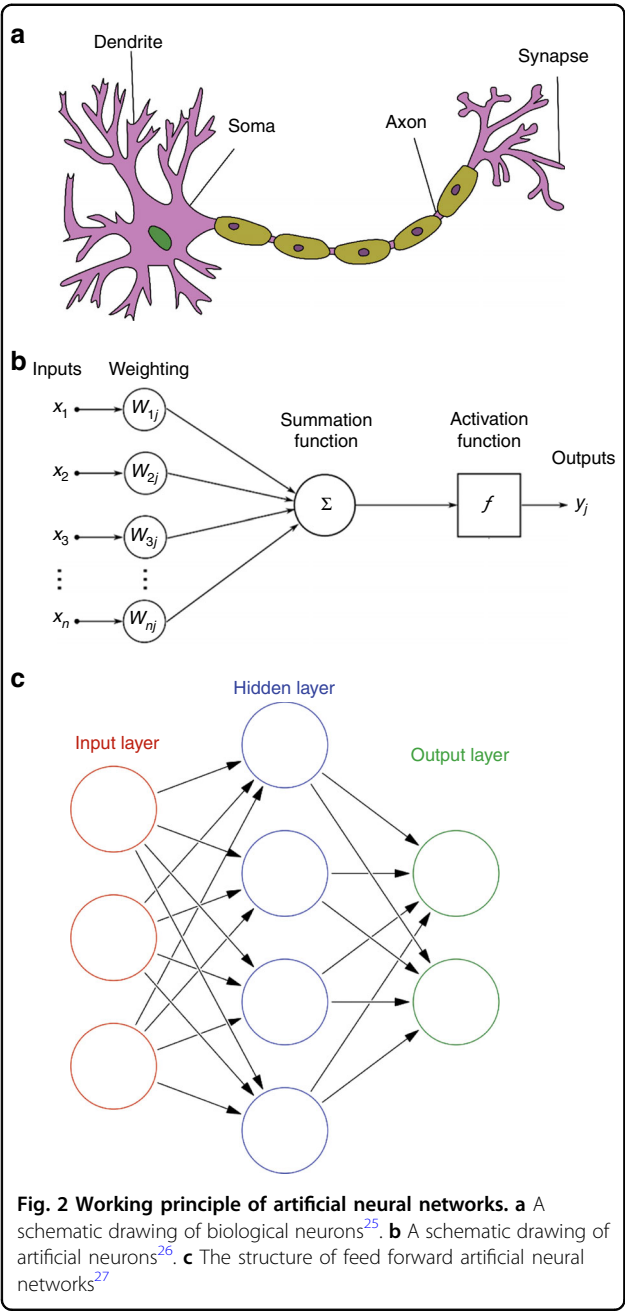 a
Dendrite
Synapse
Soma
Axon
b
Inputs Weighting
Summation
function
Activation
function
Outputs
x1 W1j
x2 W2j
Σ f yj
x3 W3j
⋮ ⋮
xn Wnj
c
Hidden layer
Input layer
Output layer
Fig. 2 Working principle of artificial neural networks. a A
schematic drawing of biological neurons25. b A schematic drawing of
artificial neurons26. c The structure of feed forward artificial neural
networks27